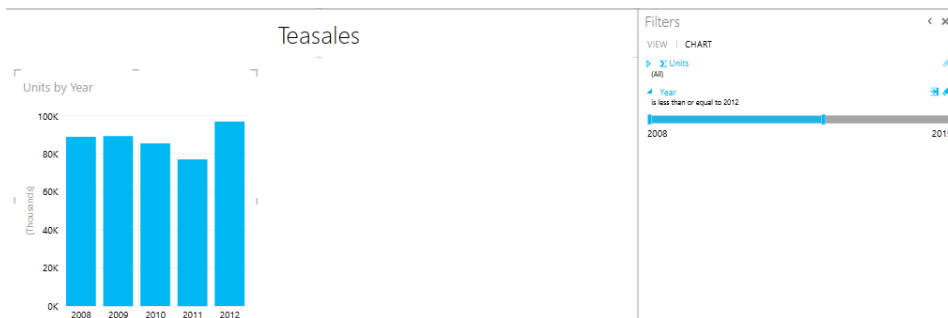 Teasales
Units by Year
100K
80K
60K
40K
20K
0K
(Thousands)
2008 2009 2010 2011 2012
Filters
VIEW | CHART
Σ Units
(All)
Year
is less than or equal to 2012
2008 2015